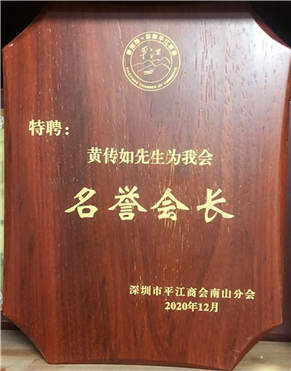 平江
特聘：
黄传如先生为我会
名誉会长
深圳市平江商会南山分会
2020年12月